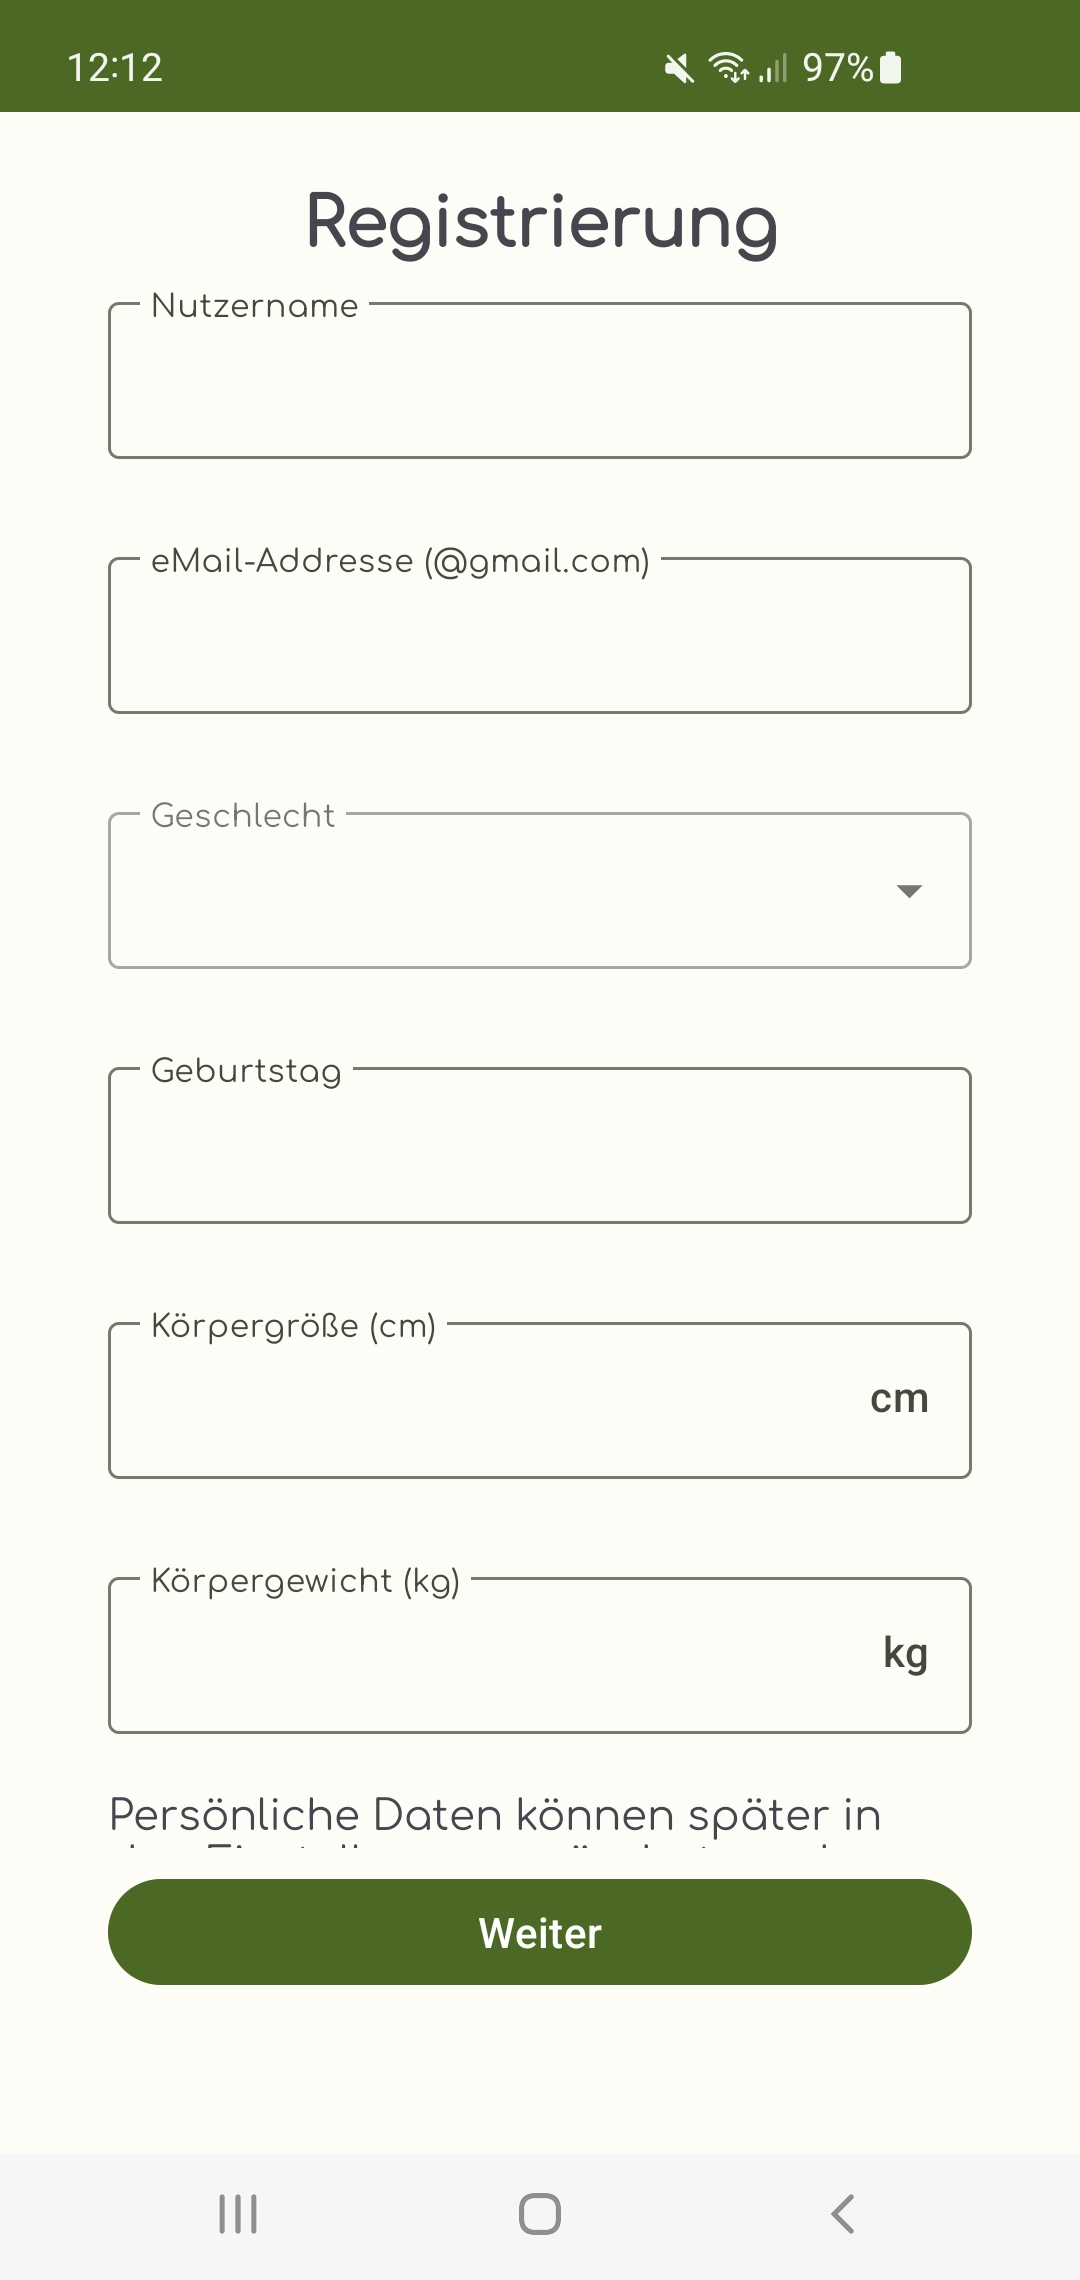 12:12
97%
Registrierung
Nutzername
eMail-Addresse (@gmail.com)
Geschlecht
Geburtstag
Körpergröße (cm)
cm
Körpergewicht (kg)
kg
Persönliche Daten können später in
Weiter